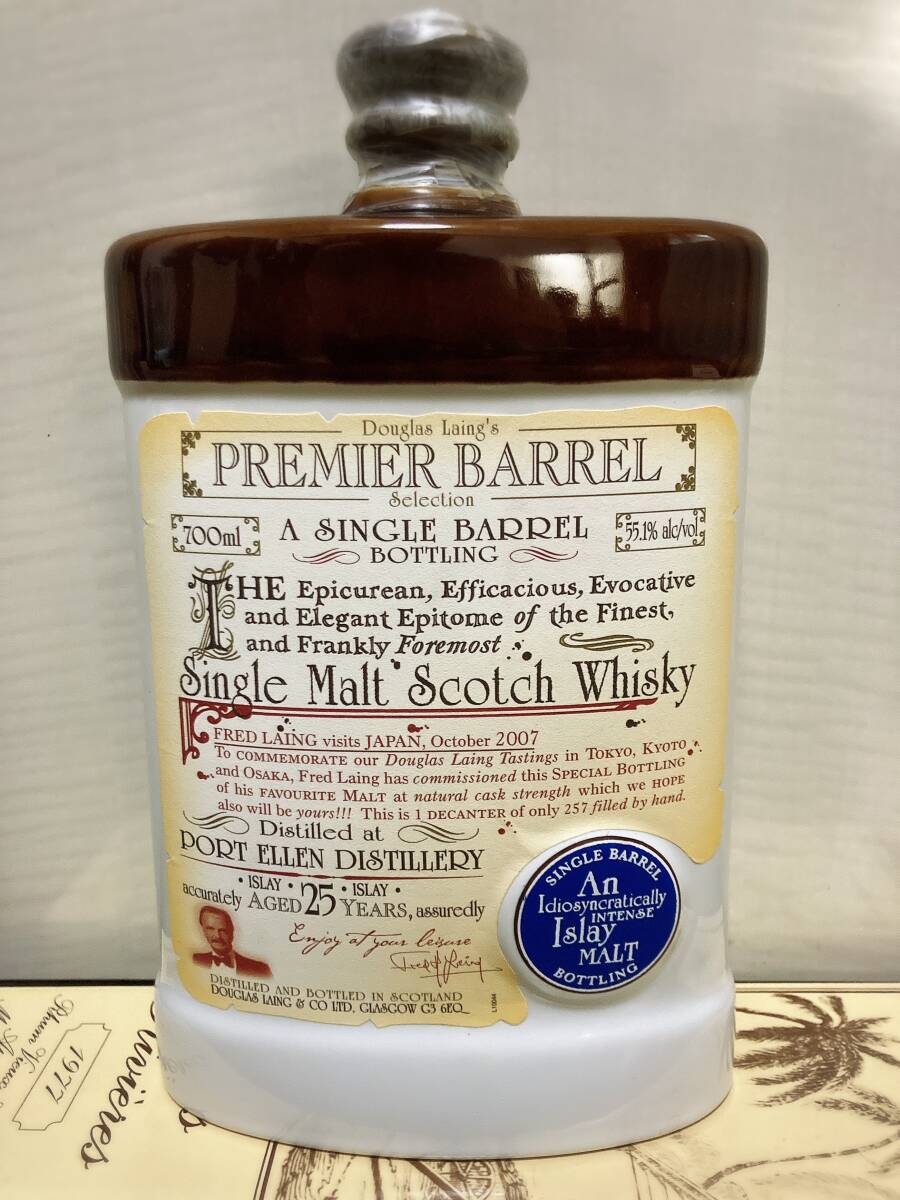 Douglas Laing's
PREMIER BARREL
Selection
700ml
A SINGLE BARREL
BOTTLING
55.1% alc/vol
THE Epicurean, Efficacious, Evocative
and Elegant Epitome of the Finest,
and Frankly Foremost
Single Malt Scotch Whisky
FRED LAING visits JAPAN, October 2007
To COMMEMORATE our Douglas Laing Tastings in TOKYO, KYOTO
and OSAKA, Fred Laing has commissioned this SPECIAL BOTTLING
of his FAVOURITE MALT at natural cask strength which we HOPE
also will be yours!!! This is 1 DECANTER of only 257 filled by hand.
Distilled at
PORT ELLEN DISTILLERY
• ISLAY • • ISLAY •
accurately AGED 25 YEARS, assuredly
Enjoy at your leisure
Fred Laing
DISTILLED AND BOTTLED IN SCOTLAND
DOUGLAS LAING & CO LTD, GLASGOW G3 6EQ
L10044
SINGLE BARREL
An
Idiosyncratically
INTENSE
Islay
MALT
BOTTLING
Rhum Vieux
1977